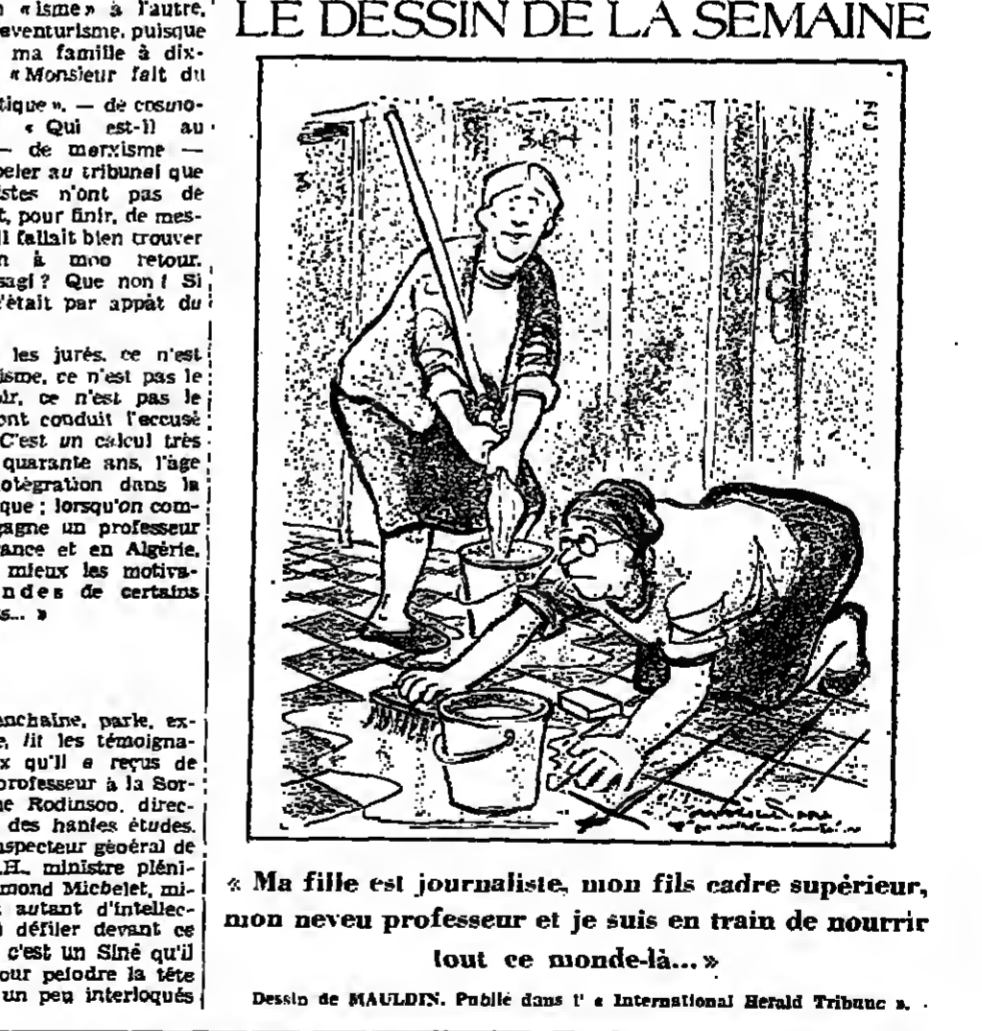 « isme » à l'autre,
aventurisme, puisque
ma famille à dix-
« Monsieur fait du
tique », — de cosmo-
« Qui est-il au
— de marxisme —
peler au tribunal que
istes n'ont pas de
t, pour finir, de mes-
il fallait bien trouver
n à mon retour.
sagi ? Que non ! Si
'était par appât du
les jurés, ce n'est
isme, ce n'est pas le
ir, ce n'est pas le
ont conduit l'accusé
C'est un calcul très
quarante ans, l'âge
otégration dans la
que ; lorsqu'on com-
gagne un professeur
ance et en Algérie,
mieux les motiva-
ndes de certains
s... »
enchaîne, parle, ex-
e, lit les témoigna-
x qu'il a reçus de
professeur à la Sor-
ne Rodinson, direc-
des hautes études.
nspecteur général de
.H., ministre pléni-
mond Michelet, mi-
autant d'intellec-
défiler devant ce
c'est un Siné qu'il
our peindre la tête
un peu interloqués
LE DESSIN DE LA SEMAINE
« Ma fille est journaliste, mon fils cadre supérieur,
mon neveu professeur et je suis en train de nourrir
tout ce monde-là... »
Dessin de MAULDIN. Publié dans l' « International Herald Tribune ».